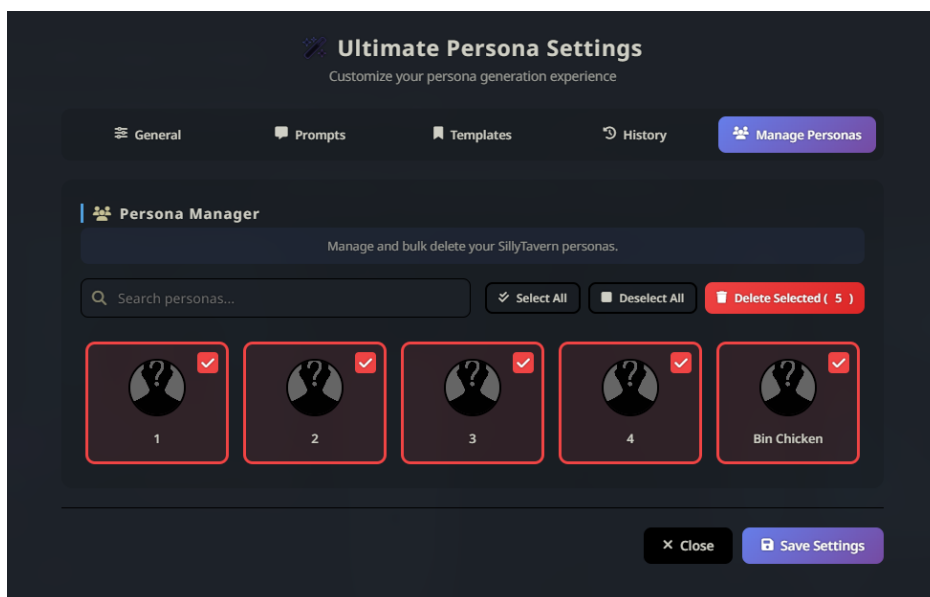 Ultimate Persona Settings
Customize your persona generation experience
General
Prompts
Templates
History
Manage Personas
Persona Manager
Manage and bulk delete your SillyTavern personas.
Search personas...
Select All
Deselect All
Delete Selected ( 5 )
1
2
3
4
Bin Chicken
Close
Save Settings